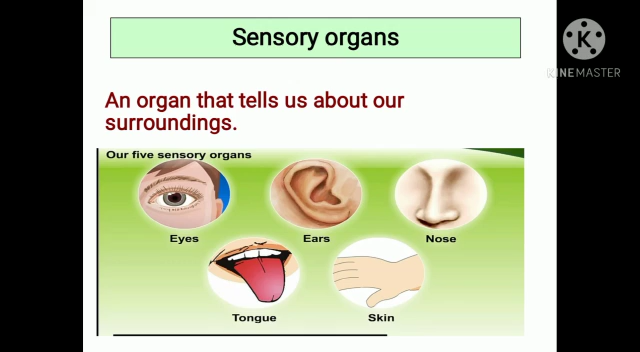 Sensory organs
KINEMASTER
An organ that tells us about our
surroundings.
Our five sensory organs
Eyes
Ears
Nose
Tongue
Skin